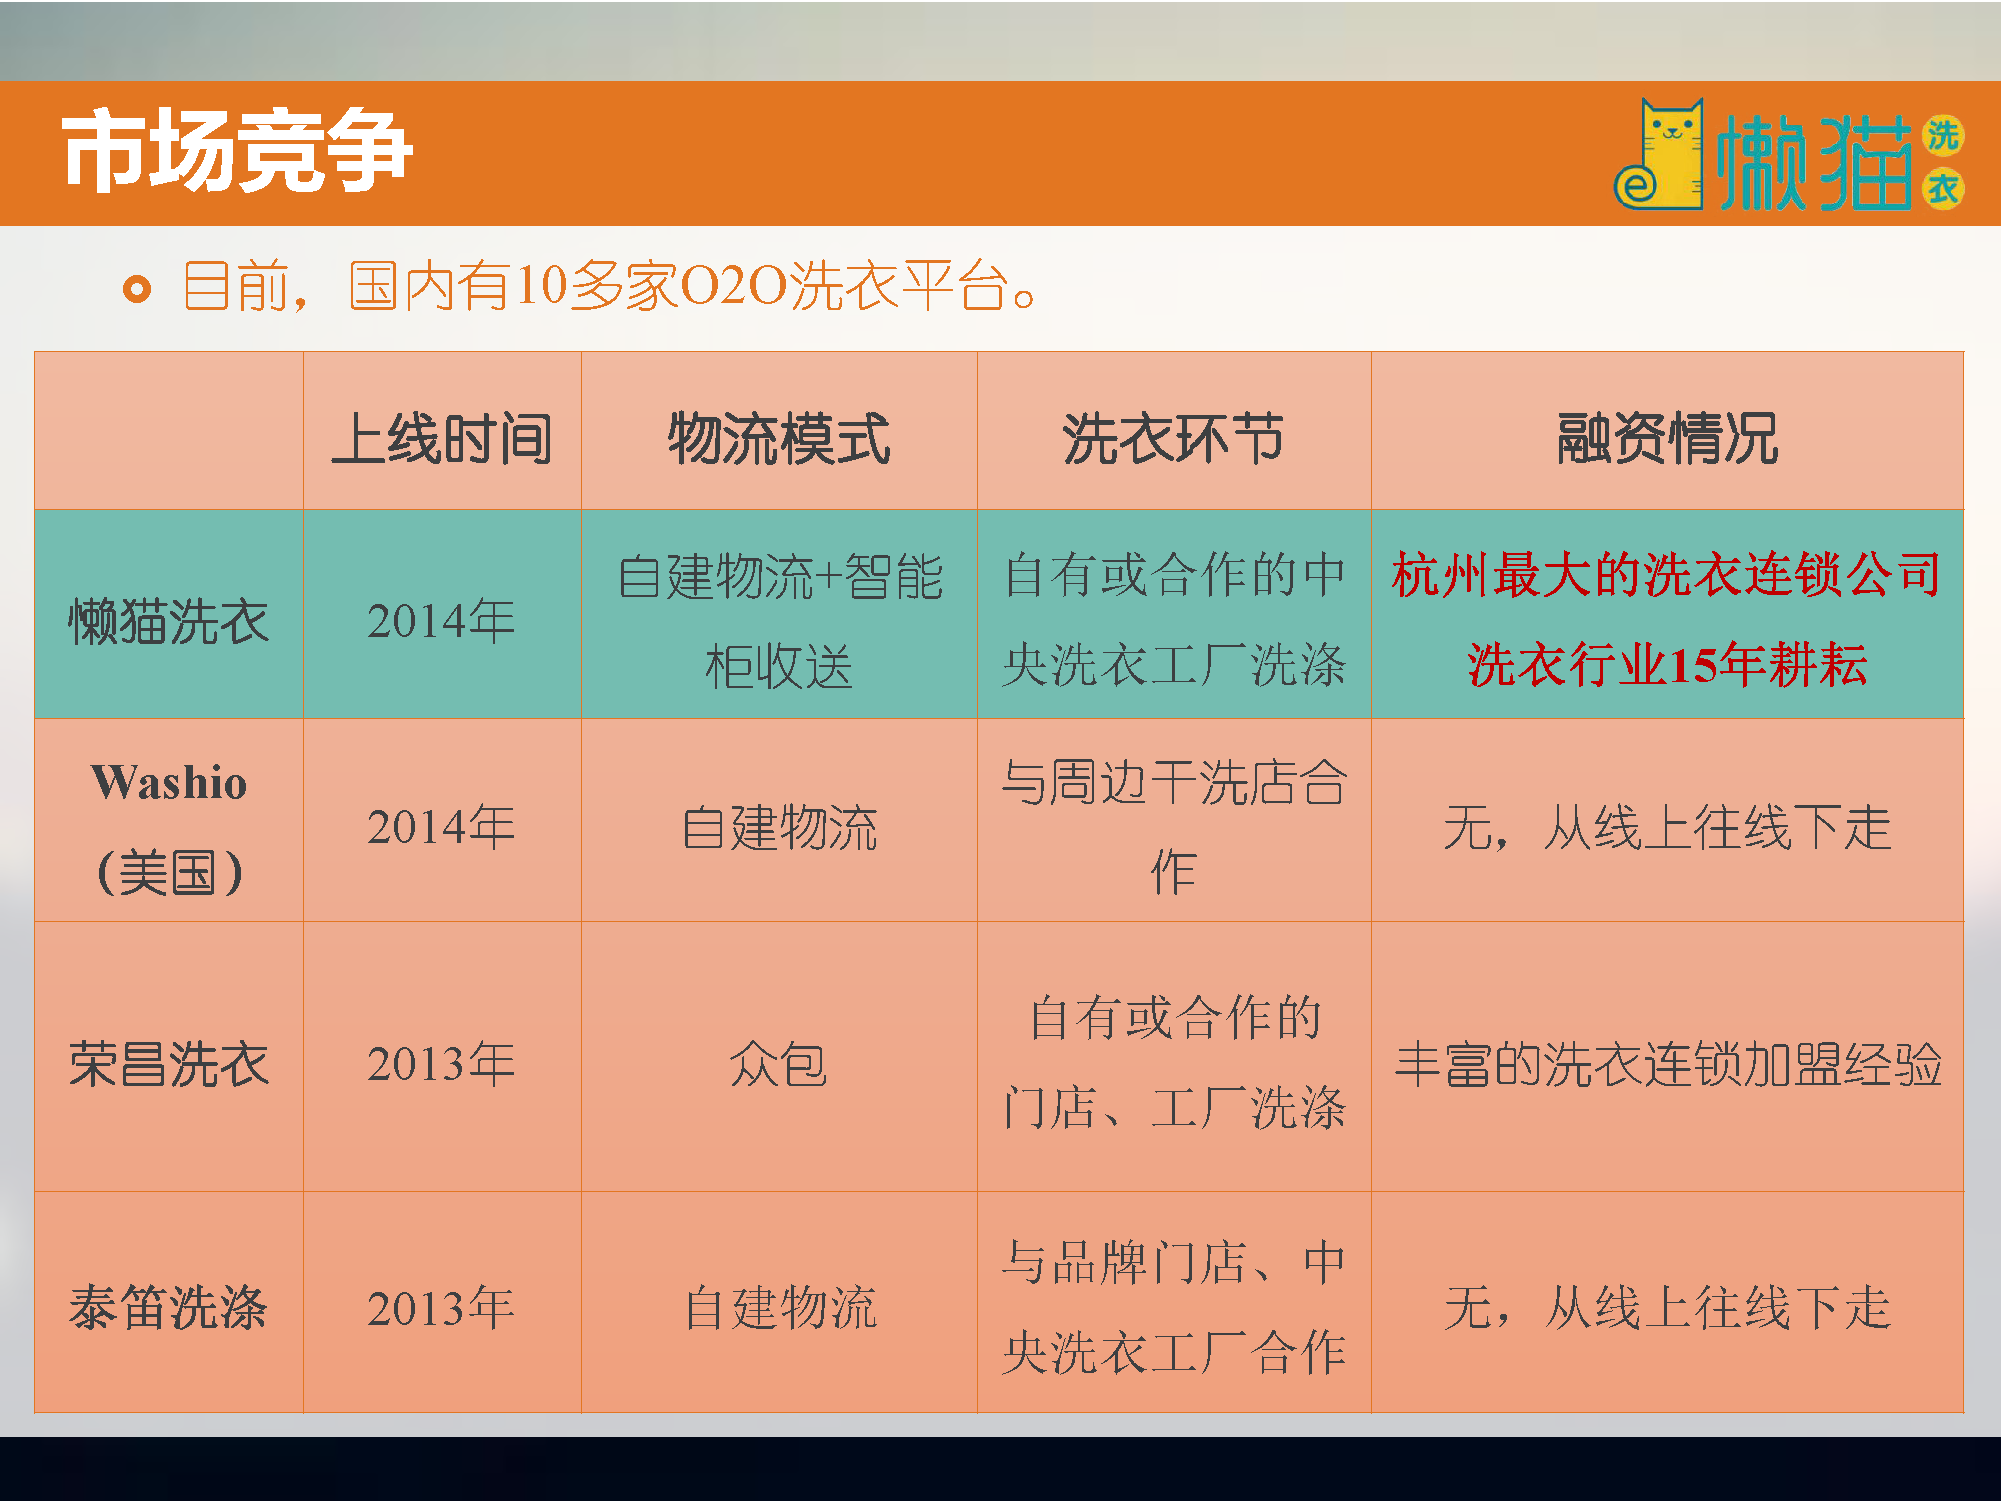 市场竞争
懒猫洗衣
目前，国内有10多家O2O洗衣平台。
上线时间 物流模式 洗衣环节 融资情况
懒猫洗衣 2014年 自建物流+智能
柜收送 自有或合作的中
央洗衣工厂洗涤 杭州最大的洗衣连锁公司
洗衣行业15年耕耘
Washio
（美国） 2014年 自建物流 与周边干洗店合
作 无，从线上往线下走
荣昌洗衣 2013年 众包 自有或合作的
门店、工厂洗涤 丰富的洗衣连锁加盟经验
泰笛洗涤 2013年 自建物流 与品牌门店、中
央洗衣工厂合作 无，从线上往线下走